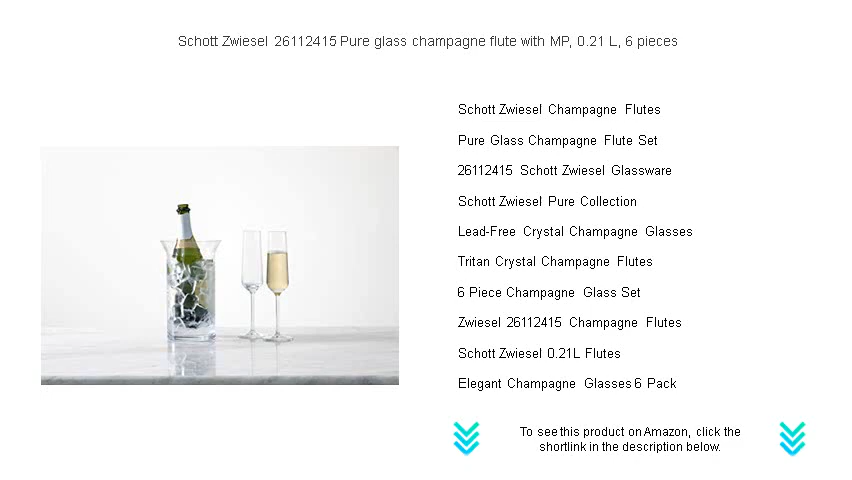 Schott Zwiesel 26112415 Pure glass champagne flute with MP, 0.21 L, 6 pieces
Schott Zwiesel Champagne Flutes
Pure Glass Champagne Flute Set
26112415 Schott Zwiesel Glassware
Schott Zwiesel Pure Collection
Lead-Free Crystal Champagne Glasses
Tritan Crystal Champagne Flutes
6 Piece Champagne Glass Set
Zwiesel 26112415 Champagne Flutes
Schott Zwiesel 0.21L Flutes
Elegant Champagne Glasses 6 Pack
To see this product on Amazon, click the
shortlink in the description below.